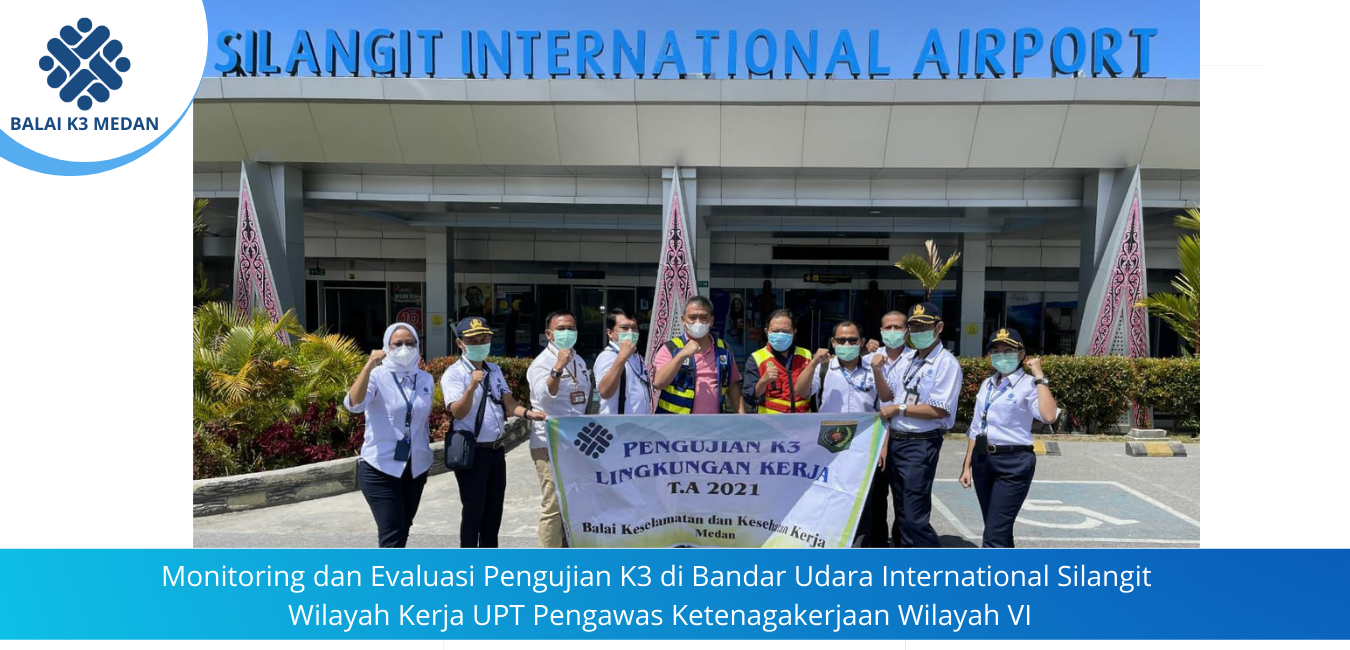 SILANGIT INTERNATIONAL AIRPORT
BALAI K3 MEDAN
PENGUJIAN K3
LINGKUNGAN KERJA
T.A 2021
Balai Keselamatan dan Kesehatan Kerja
Medan
Monitoring dan Evaluasi Pengujian K3 di Bandar Udara International Silangit
Wilayah Kerja UPT Pengawas Ketenagakerjaan Wilayah VI